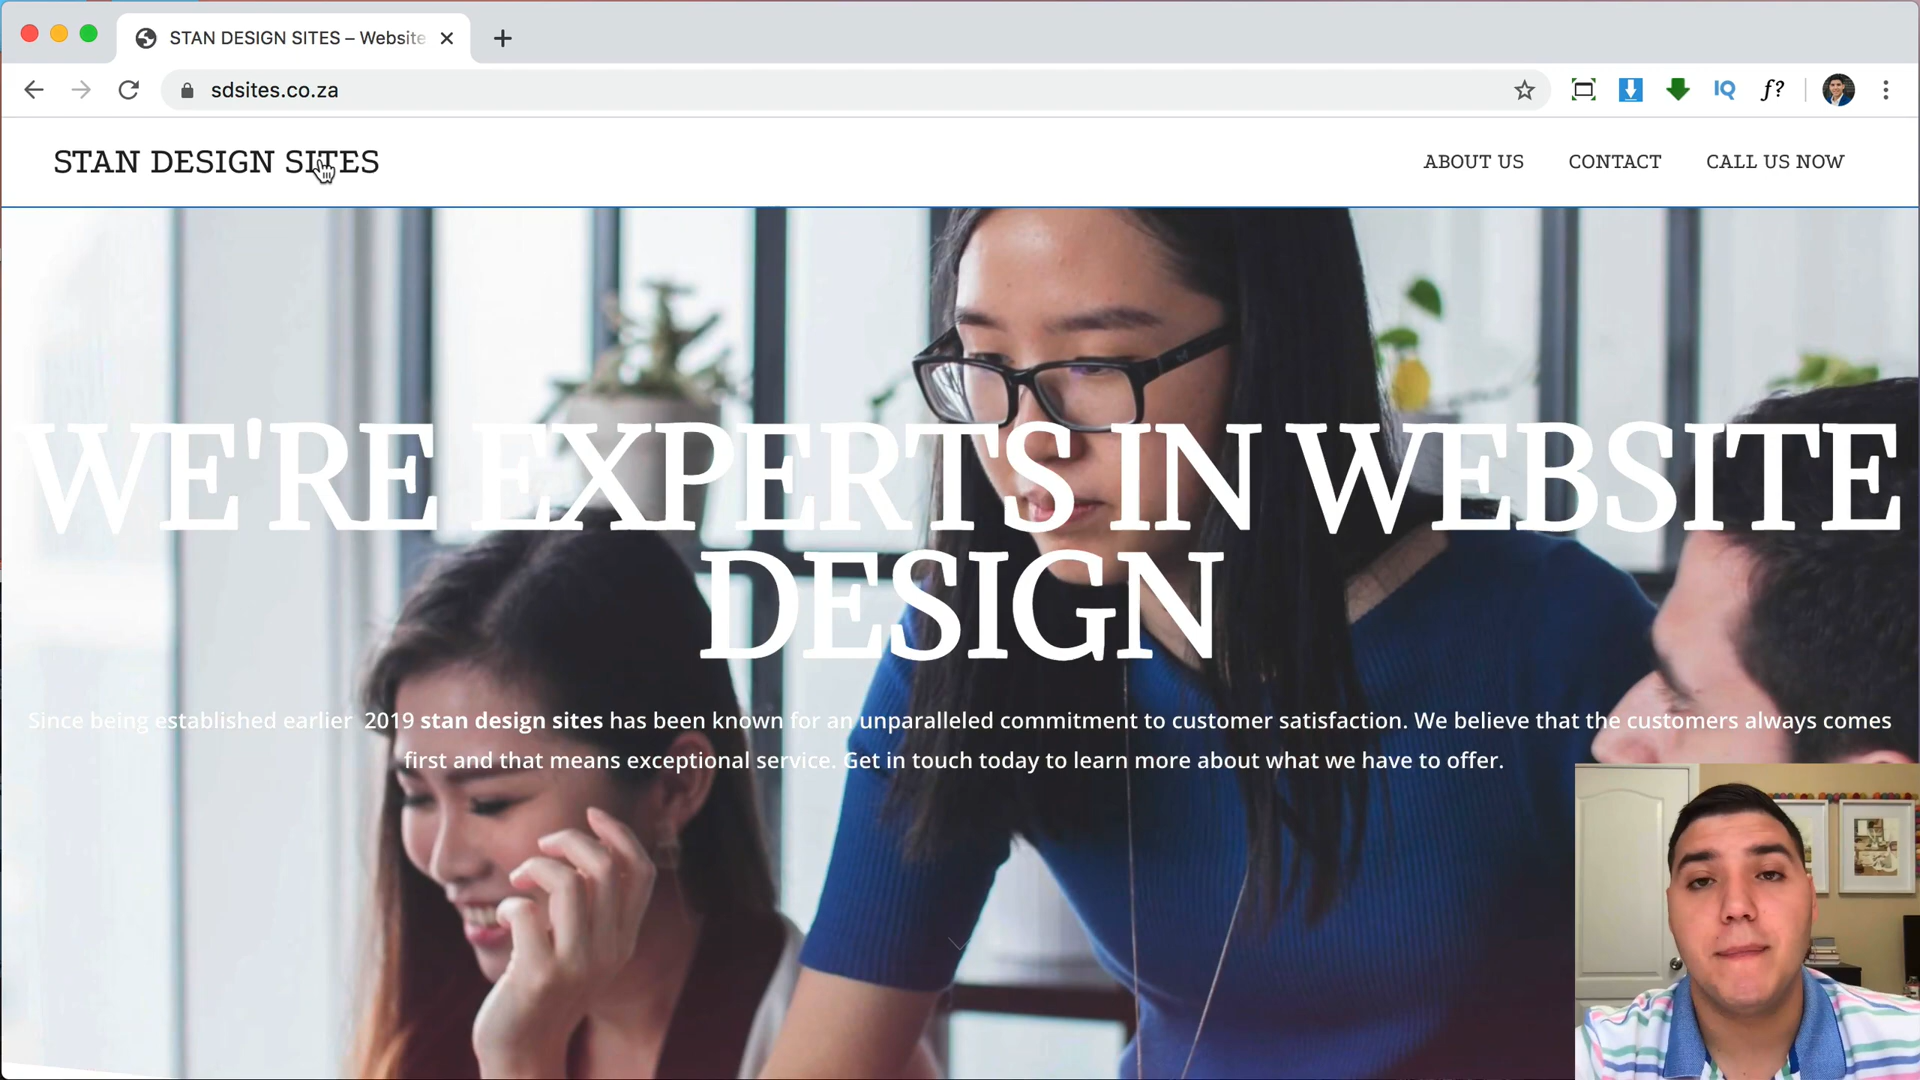 STAN DESIGN SITES – Website
sdsites.co.za
IQ
f?
STAN DESIGN SITES
ABOUT US
CONTACT
CALL US NOW
WE'RE EXPERTS IN WEBSITE
DESIGN
Since being established earlier 2019 stan design sites has been known for an unparalleled commitment to customer satisfaction. We believe that the customers always comes
first and that means exceptional service. Get in touch today to learn more about what we have to offer.